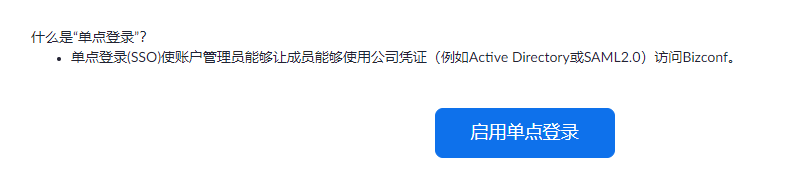 什么是“单点登录”？
单点登录(SSO)使账户管理员能够让成员能够使用公司凭证（例如Active Directory或SAML2.0）访问Bizconf。
启用单点登录